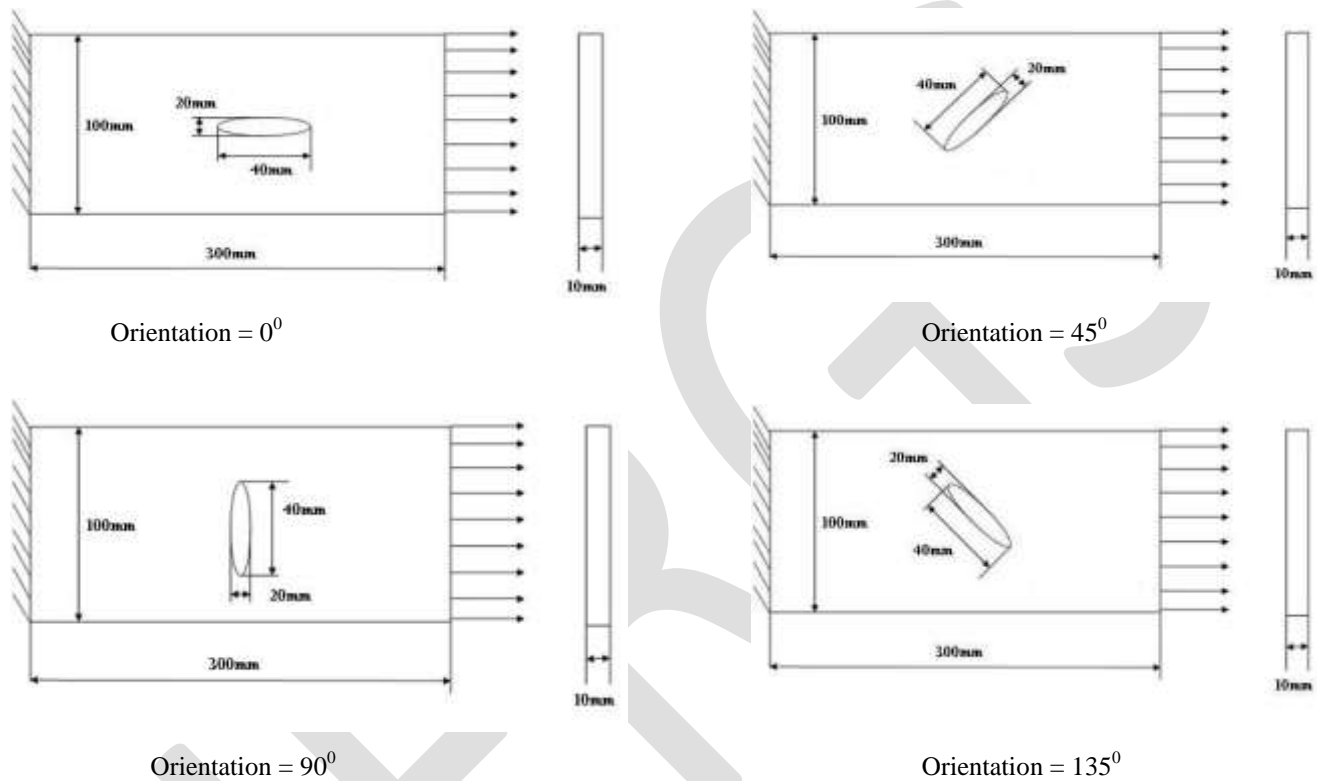 20mm
100mm
40mm
300mm
10mm
Orientation = 0⁰
20mm
40mm
100mm
300mm
10mm
Orientation = 45⁰
40mm
100mm
20mm
300mm
10mm
Orientation = 90⁰
20mm
100mm
40mm
300mm
10mm
Orientation = 135⁰